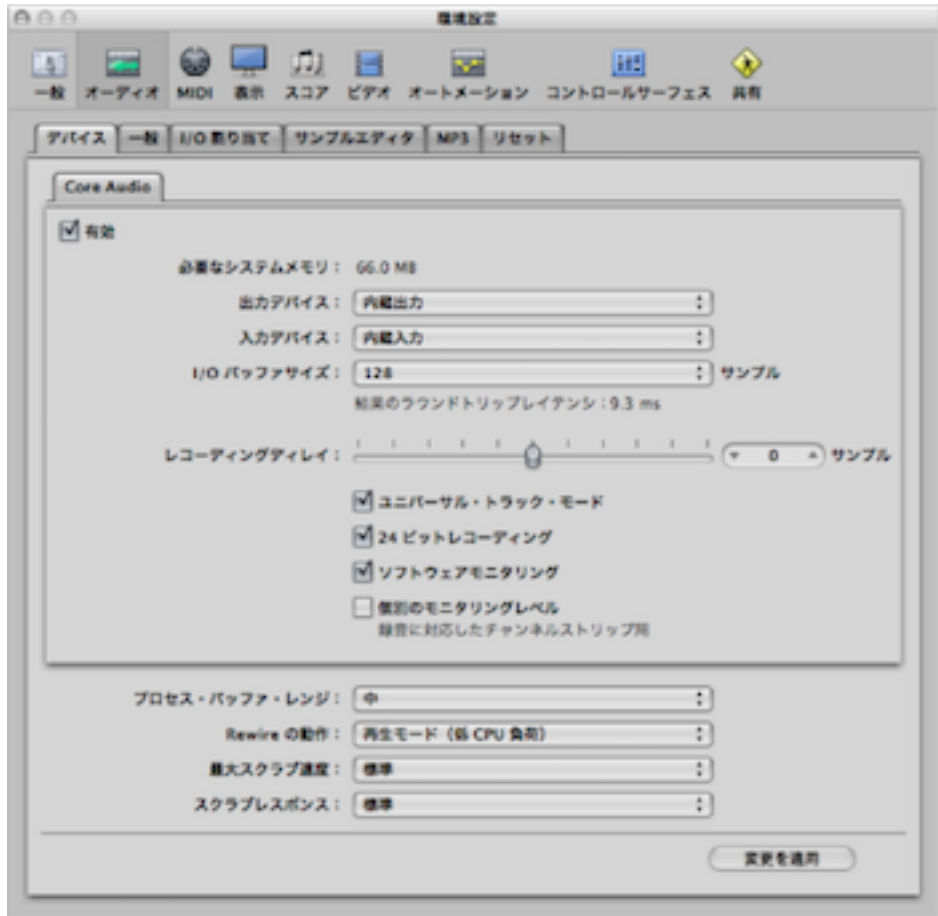 環境設定
一般 オーディオ MIDI 表示 スコア ビデオ オートメーション コントロールサーフェス 共有
デバイス 一般 I/O 割り当て サンプルエディタ MP3 リセット
Core Audio
有効
必要なシステムメモリ： 66.0 MB
出力デバイス： 内蔵出力
入力デバイス： 内蔵入力
I/O バッファサイズ： 128 サンプル
結果のラウンドトリップレイテンシ：9.3 ms
レコーディングディレイ： 0 サンプル
ユニバーサル・トラック・モード
24 ビットレコーディング
ソフトウェアモニタリング
個別のモニタリングレベル
録音に対応したチャンネルストリップ用
プロセス・バッファ・レンジ： 中
Rewire の動作： 再生モード（低 CPU 負荷）
最大スクラブ速度： 標準
スクラブレスポンス： 標準
変更を適用